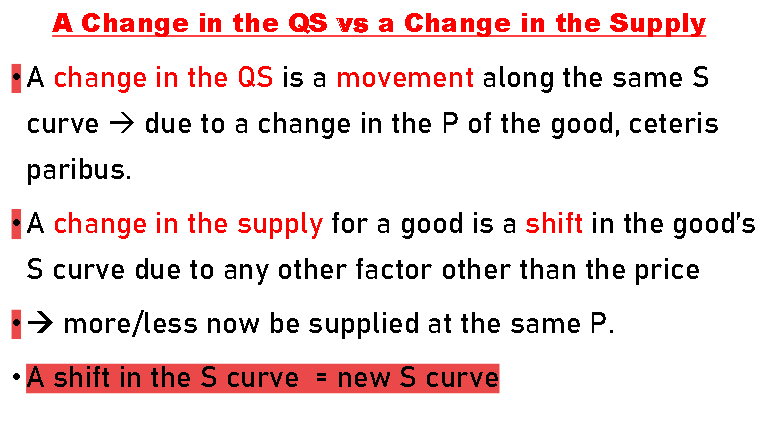 A Change in the QS vs a Change in the Supply
• A change in the QS is a movement along the same S
curve → due to a change in the P of the good, ceteris
paribus.
• A change in the supply for a good is a shift in the good's
S curve due to any other factor other than the price
• → more/less now be supplied at the same P.
• A shift in the S curve = new S curve